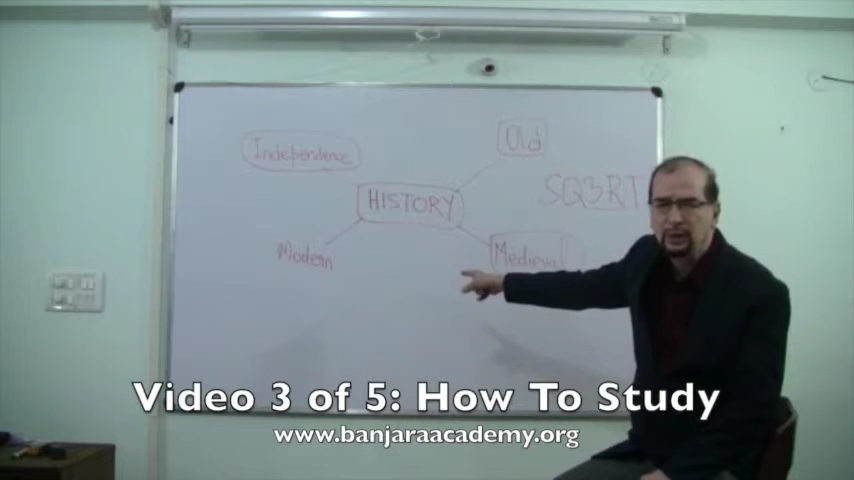 Independence
Old
HISTORY
SQ3RT
Modern
Medieval
Video 3 of 5: How To Study
www.banjaraacademy.org